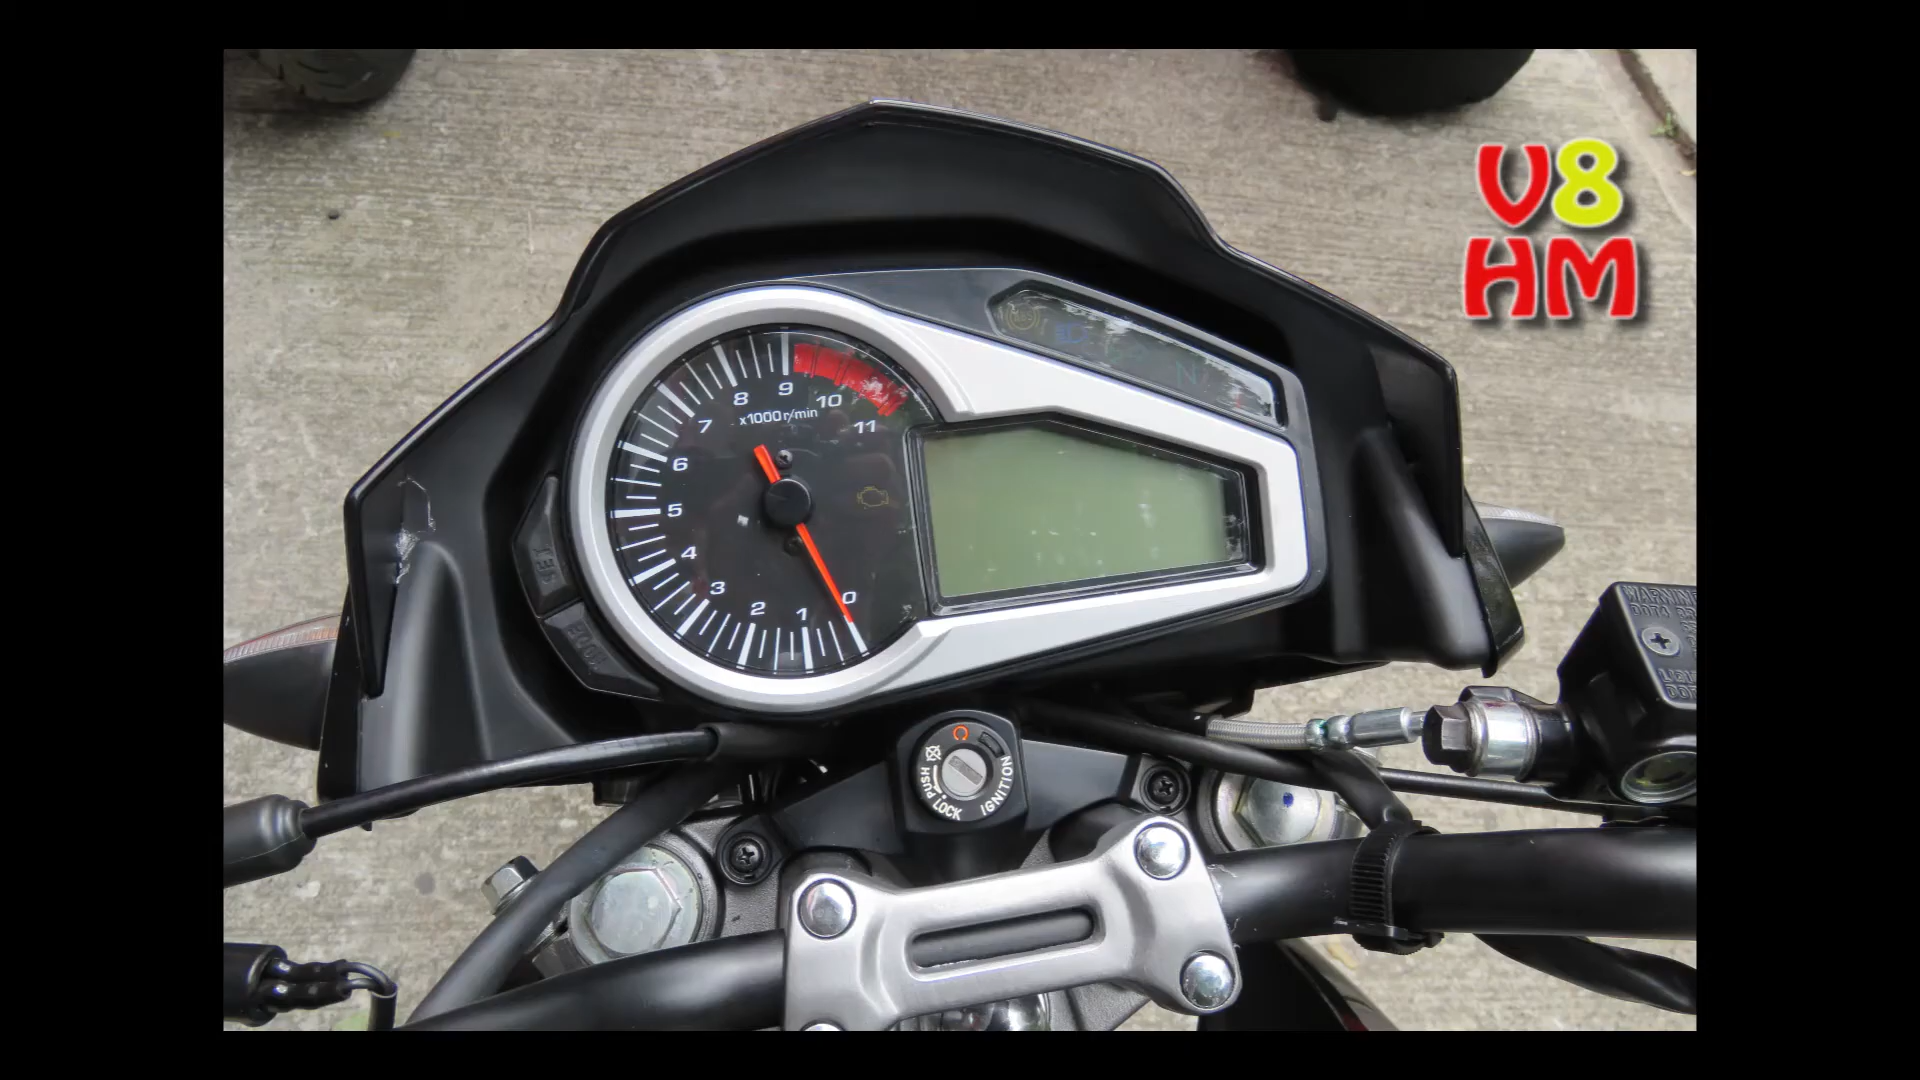 V8
HM
9
8
10
x1000 r/min
7
11
6
5
4
3
2
1
0
N
SET
MODE
PUSH
LOCK
IGNITION
WARNING
DOT4